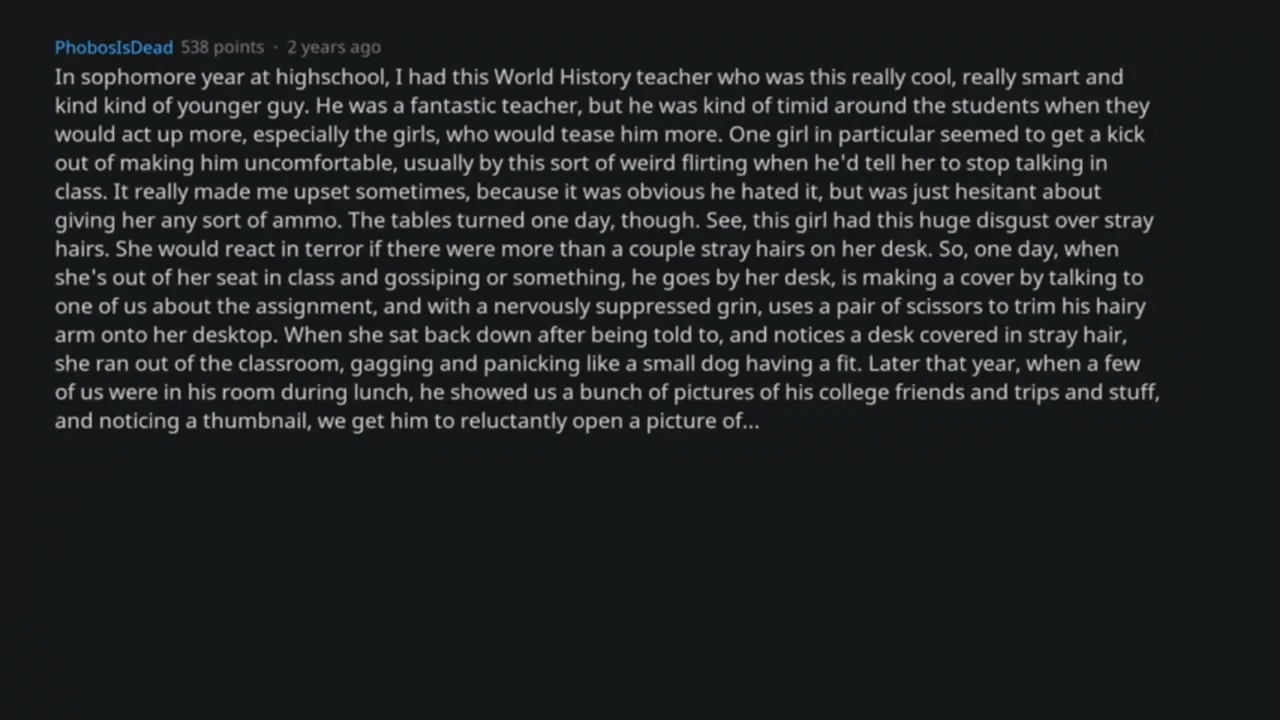 PhobosIsDead 538 points · 2 years ago
In sophomore year at highschool, I had this World History teacher who was this really cool, really smart and
kind kind of younger guy. He was a fantastic teacher, but he was kind of timid around the students when they
would act up more, especially the girls, who would tease him more. One girl in particular seemed to get a kick
out of making him uncomfortable, usually by this sort of weird flirting when he'd tell her to stop talking in
class. It really made me upset sometimes, because it was obvious he hated it, but was just hesitant about
giving her any sort of ammo. The tables turned one day, though. See, this girl had this huge disgust over stray
hairs. She would react in terror if there were more than a couple stray hairs on her desk. So, one day, when
she's out of her seat in class and gossiping or something, he goes by her desk, is making a cover by talking to
one of us about the assignment, and with a nervously suppressed grin, uses a pair of scissors to trim his hairy
arm onto her desktop. When she sat back down after being told to, and notices a desk covered in stray hair,
she ran out of the classroom, gagging and panicking like a small dog having a fit. Later that year, when a few
of us were in his room during lunch, he showed us a bunch of pictures of his college friends and trips and stuff,
and noticing a thumbnail, we get him to reluctantly open a picture of...